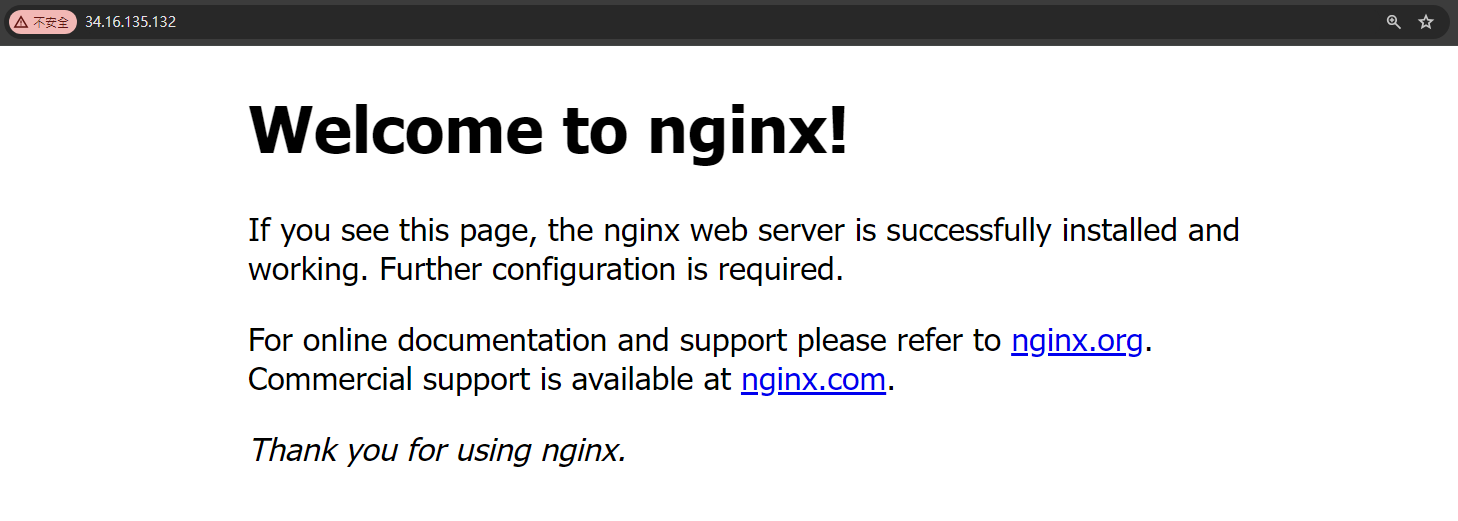 不安全 34.16.135.132
Welcome to nginx!
If you see this page, the nginx web server is successfully installed and
working. Further configuration is required.
For online documentation and support please refer to nginx.org.
Commercial support is available at nginx.com.
Thank you for using nginx.